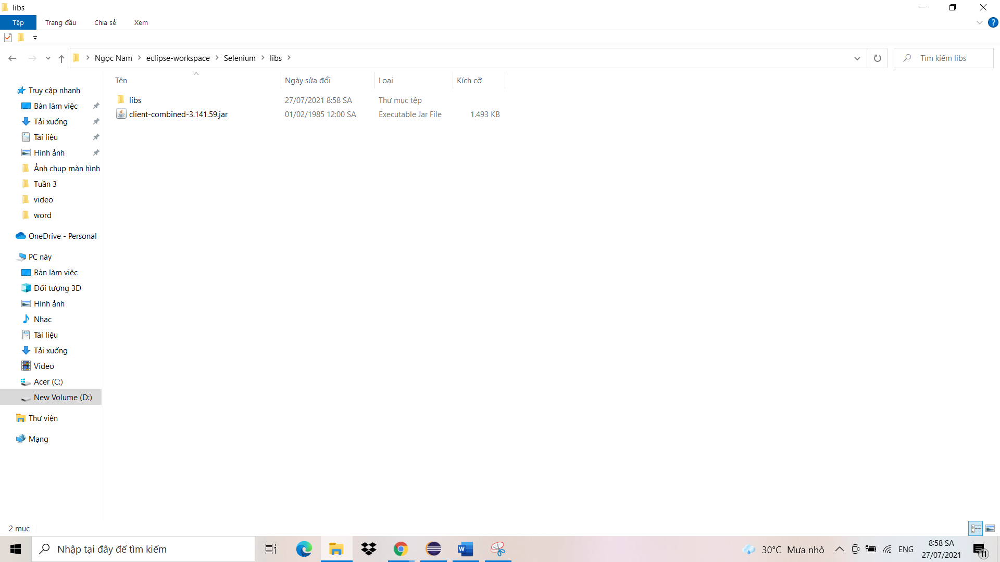 libs
Tệp Trang đầu Chia sẻ Xem
Ngọc Nam eclipse-workspace Selenium libs
Tìm kiếm libs
Tên Ngày sửa đổi Loại Kích cỡ
libs 27/07/2021 8:58 SA Thư mục tệp
client-combined-3.141.59.jar 01/02/1985 12:00 SA Executable Jar File 1.493 KB
Truy cập nhanh
Bàn làm việc
Tải xuống
Tài liệu
Hình ảnh
Ảnh chụp màn hình
Tuần 3
video
word
OneDrive - Personal
PC này
Bàn làm việc
Đối tượng 3D
Hình ảnh
Nhạc
Tài liệu
Tải xuống
Video
Acer (C:)
New Volume (D:)
Thư viện
Mạng
2 mục
Nhập tại đây để tìm kiếm
30°C Mưa nhỏ
ENG
8:58 SA
27/07/2021
11